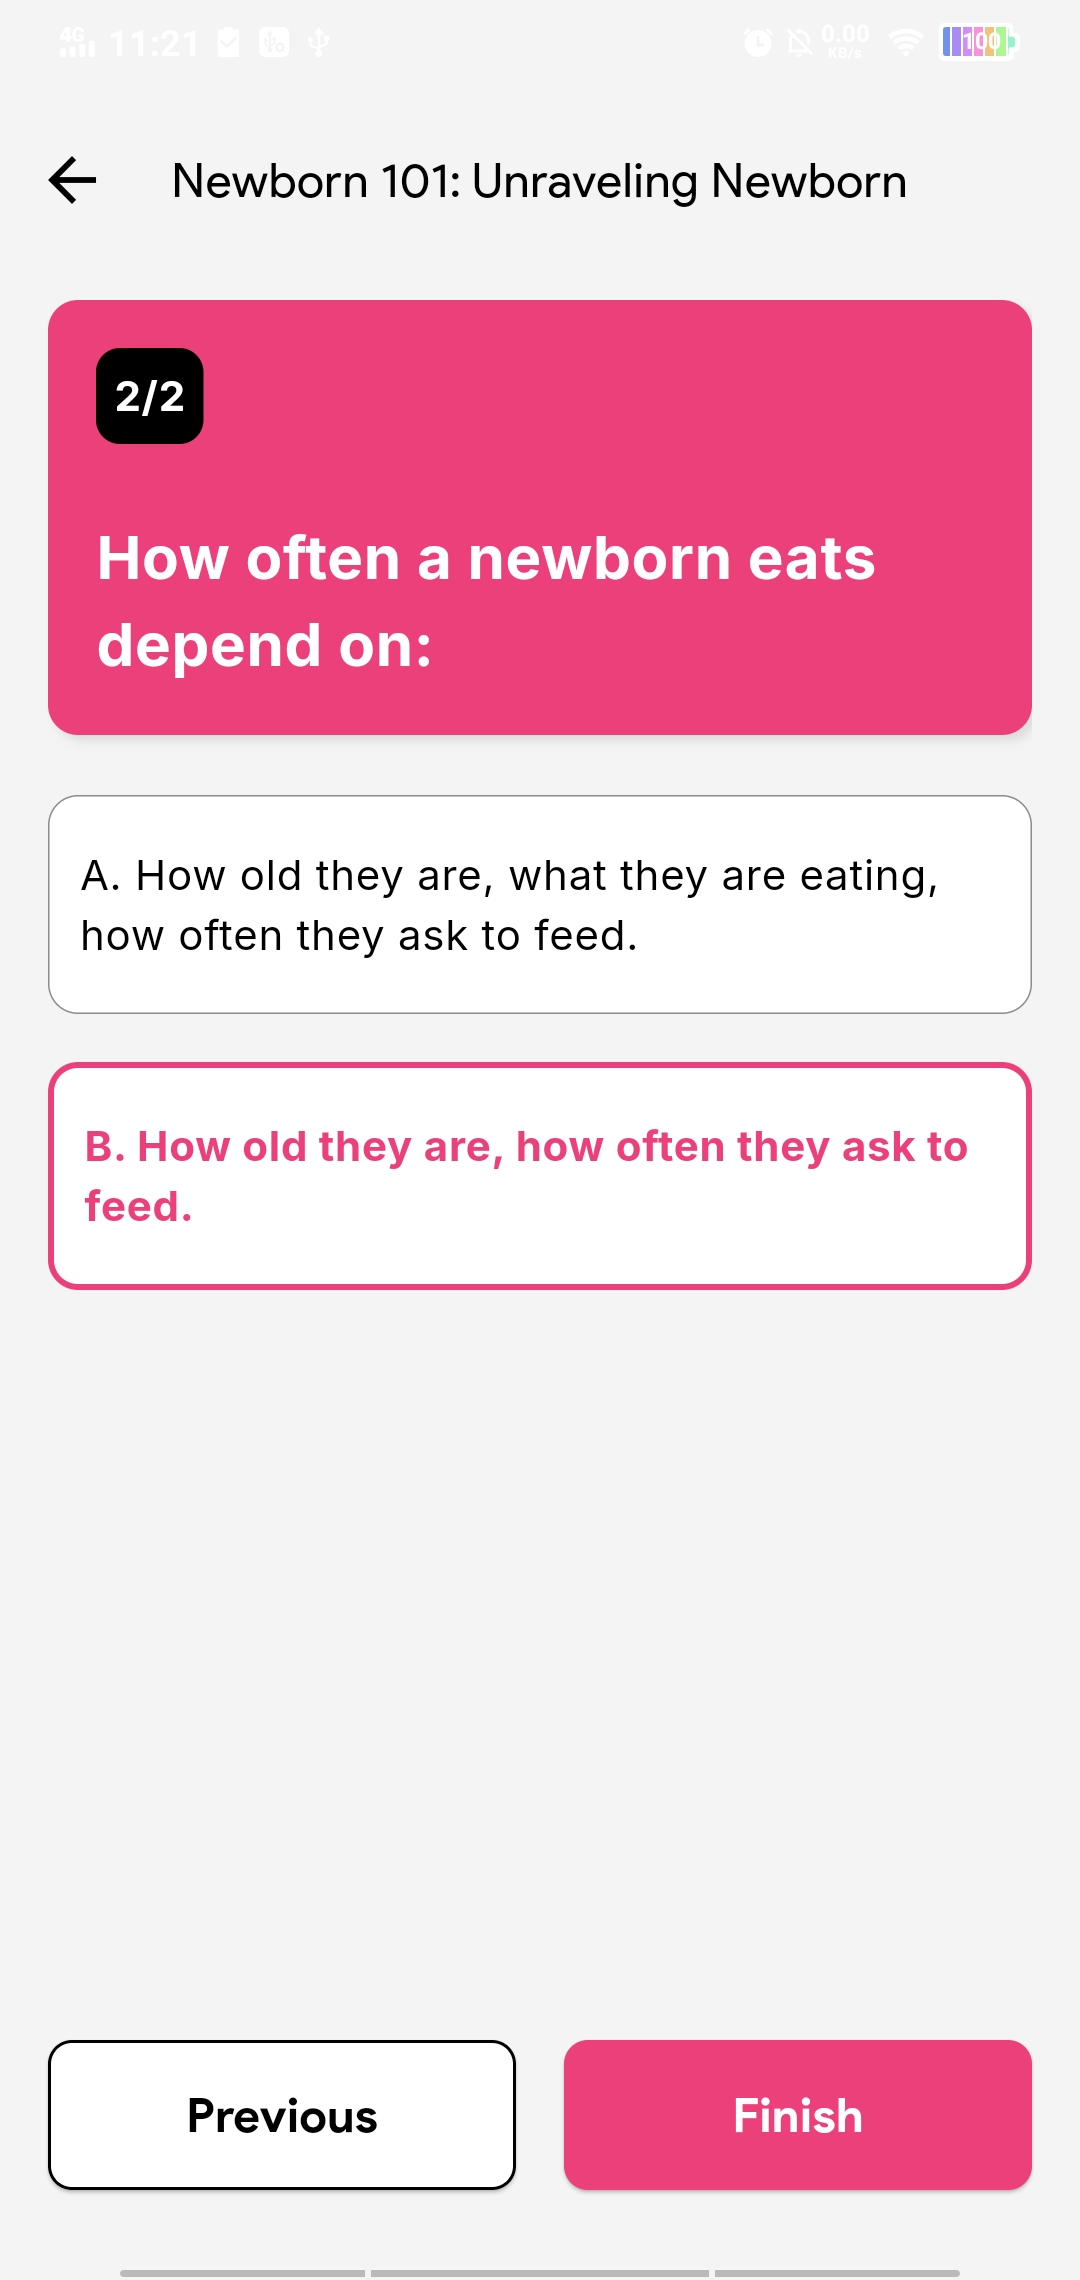 4G 11:21 0.00 KB/s 100
Newborn 101: Unraveling Newborn
2/2
How often a newborn eats
depend on:
A. How old they are, what they are eating,
how often they ask to feed.
B. How old they are, how often they ask to
feed.
Previous
Finish